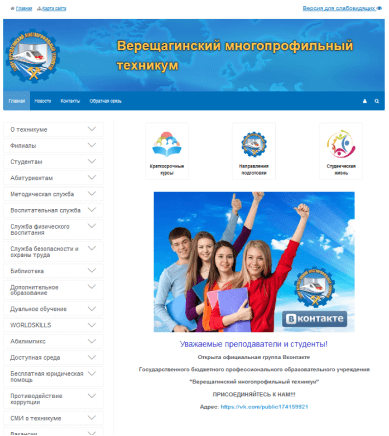 Главная Карта сайта Версия для слабовидящих
Верещагинский многопрофильный
техникум
Главная Новости Контакты Обратная связь
О техникуме
Филиалы
Студентам
Абитуриентам
Методическая служба
Воспитательная служба
Служба физического
воспитания
Служба безопасности и
охраны труда
Библиотека
Дополнительное
образование
Дуальное обучение
WORLDSKILLS
Абилимпикс
Доступная среда
Бесплатная юридическая
помощь
Противодействие
коррупции
СМИ о техникуме
Вакансии
Краткосрочные
курсы
Направления
подготовки
Студенческая
жизнь
вконтакте
Уважаемые преподаватели и студенты!
Открыта официальная группа Вконтакте
Государственного бюджетного профессионального образовательного учреждения
"Верещагинский многопрофильный техникум"
ПРИСОЕДИНЯЙТЕСЬ К НАМ!!!
Адрес: https://vk.com/public174159921